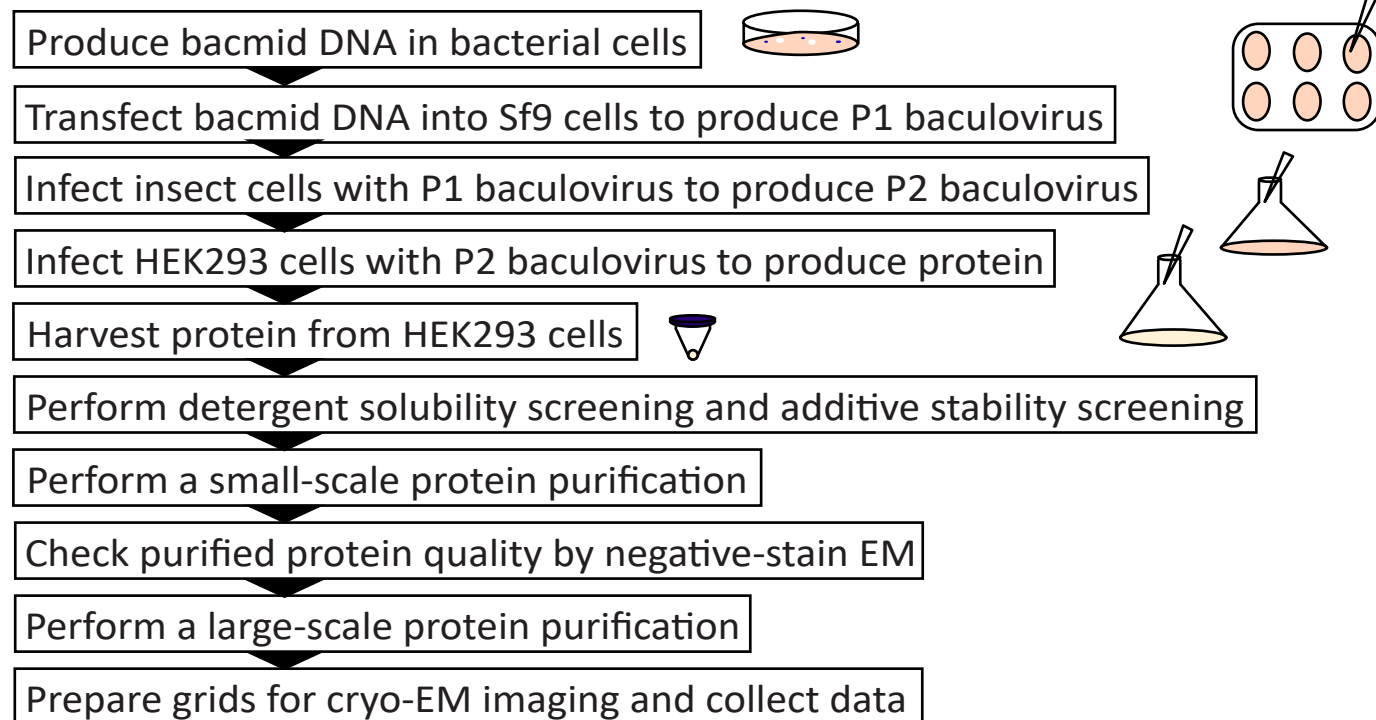 Produce bacmid DNA in bacterial cells
Transfect bacmid DNA into Sf9 cells to produce P1 baculovirus
Infect insect cells with P1 baculovirus to produce P2 baculovirus
Infect HEK293 cells with P2 baculovirus to produce protein
Harvest protein from HEK293 cells
Perform detergent solubility screening and additive stability screening
Perform a small-scale protein purification
Check purified protein quality by negative-stain EM
Perform a large-scale protein purification
Prepare grids for cryo-EM imaging and collect data